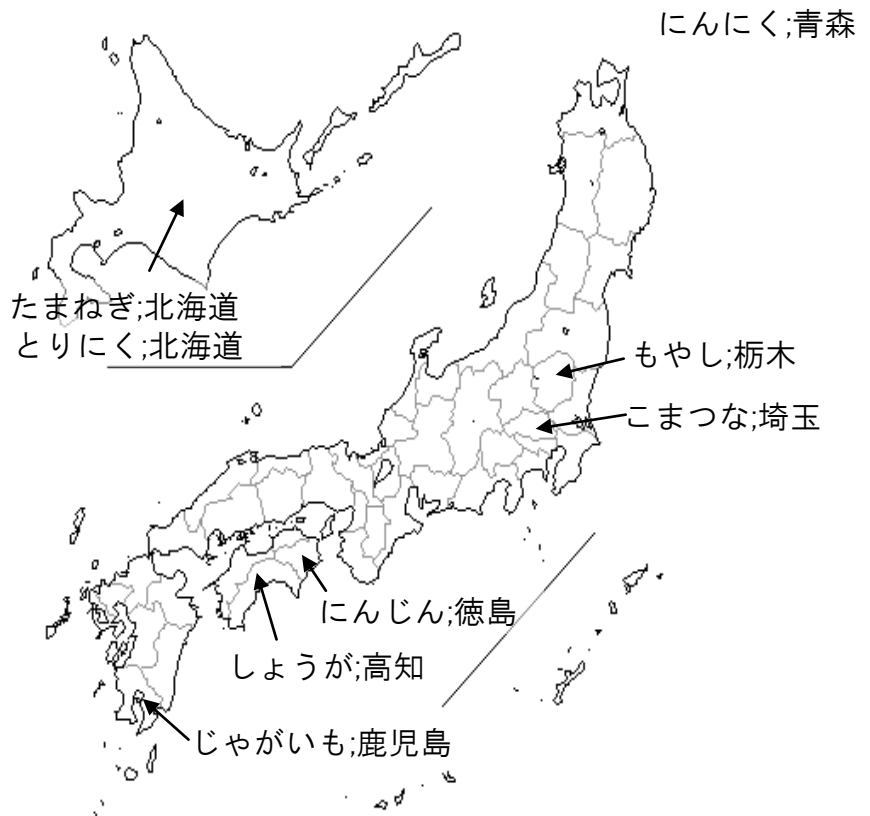 にんにく;青森
たまねぎ;北海道
とりにく;北海道
もやし;栃木
こまつな;埼玉
にんじん;徳島
しょうが;高知
じゃがいも;鹿児島